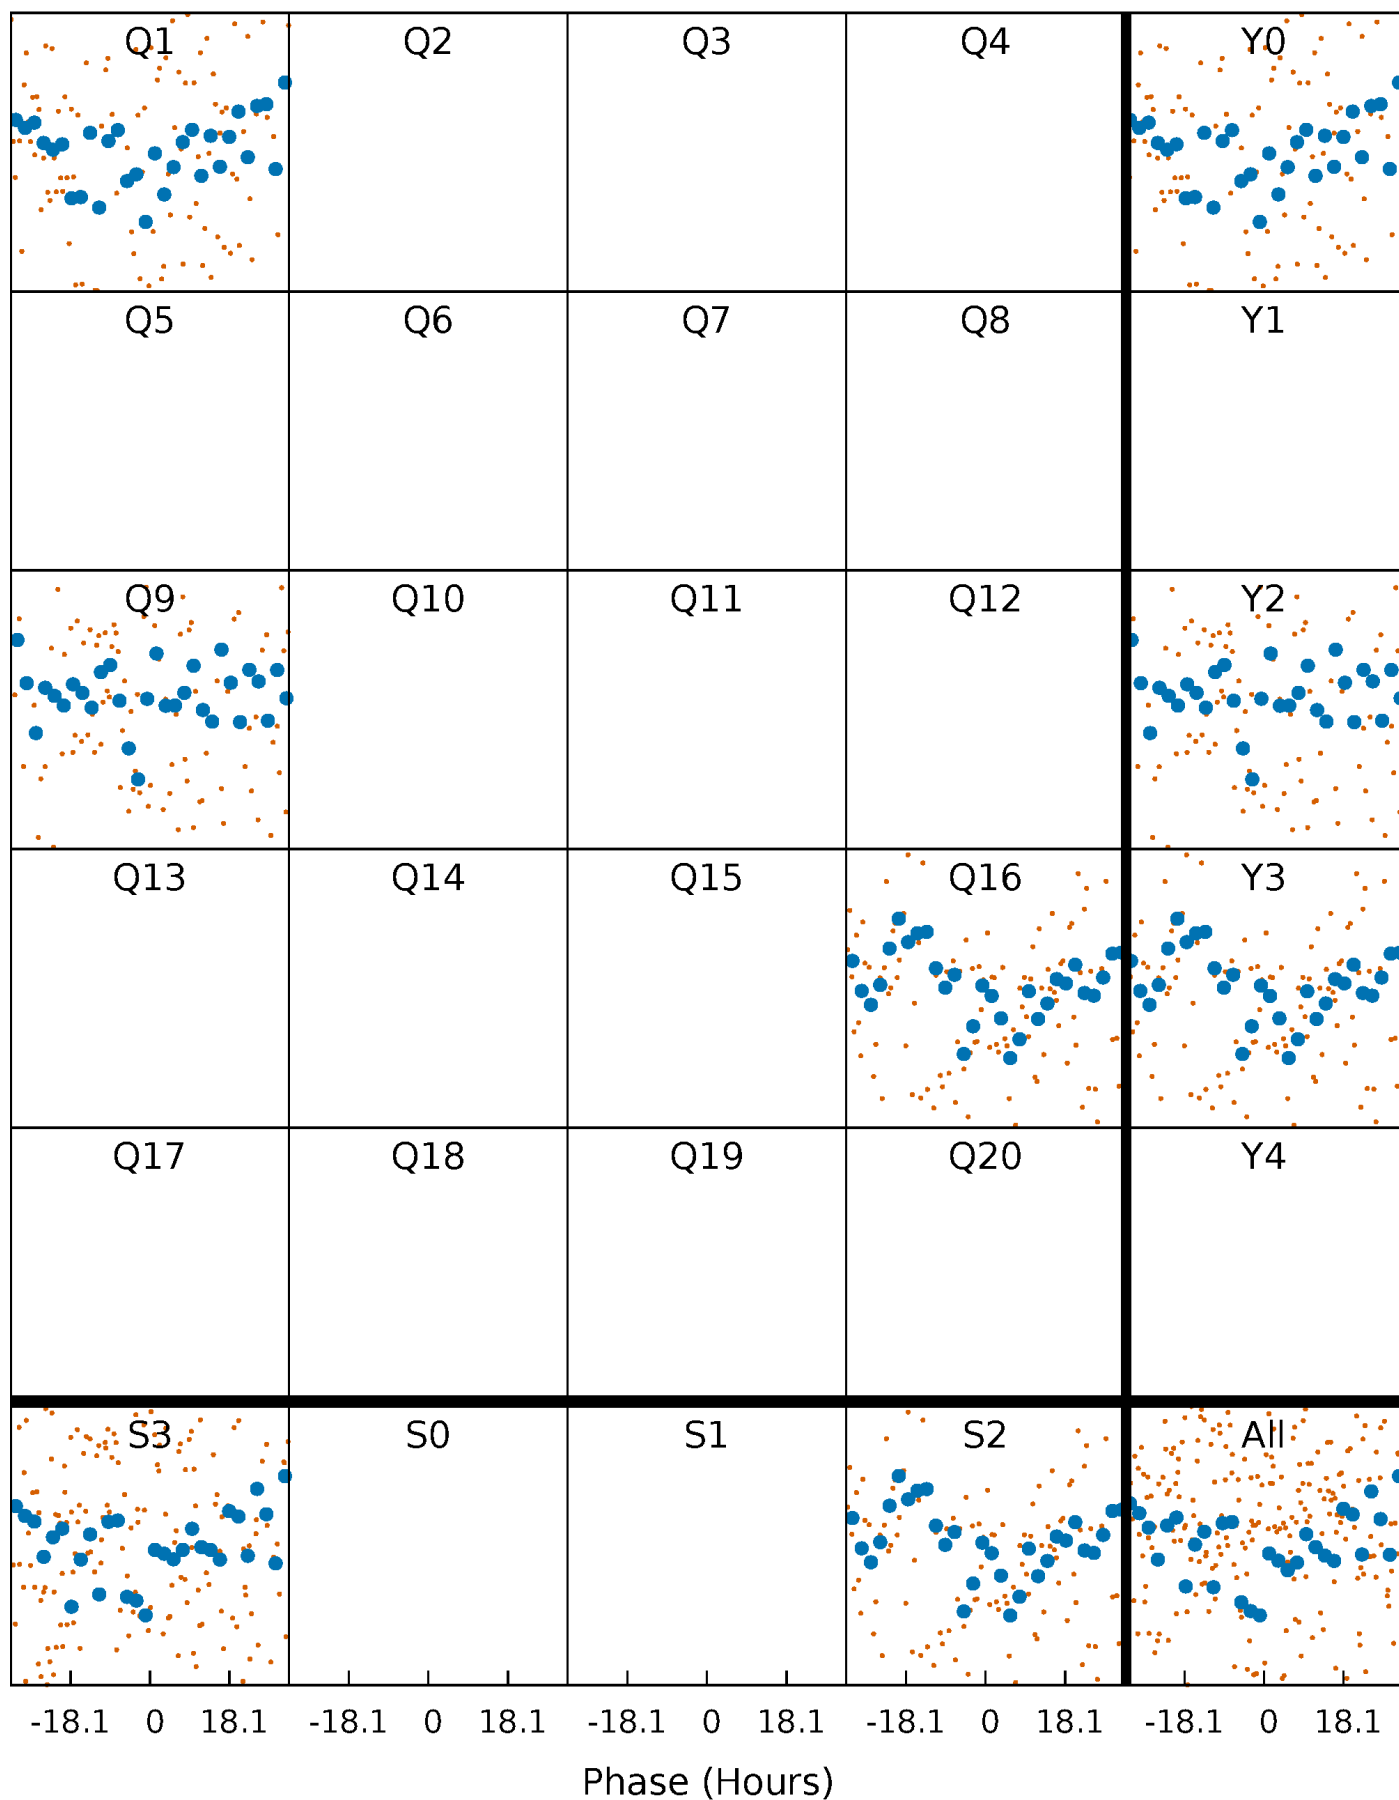 Q1 Q2 Q3 Q4 Y0
Q5 Q6 Q7 Q8 Y1
Q9 Q10 Q11 Q12 Y2
Q13 Q14 Q15 Q16 Y3
Q17 Q18 Q19 Q20 Y4
S3 S0 S1 S2 All
-18.1 0 18.1 -18.1 0 18.1 -18.1 0 18.1 -18.1 0 18.1 -18.1 0 18.1
Phase (Hours)